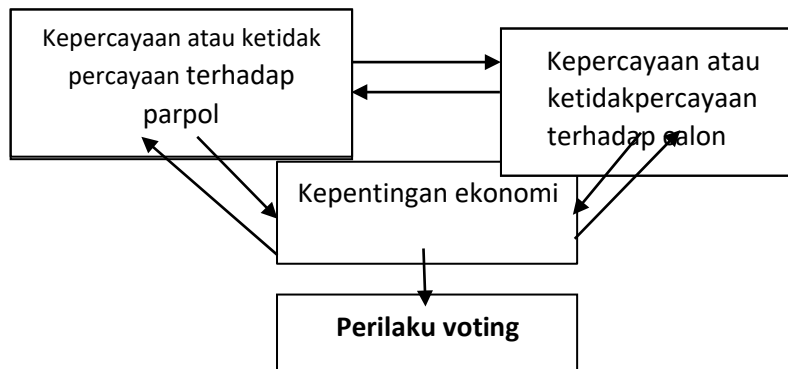 Kepercayaan atau ketidak
percayaan terhadap
parpol
Kepercayaan atau
ketidakpercayaan
terhadap calon
Kepentingan ekonomi
Perilaku voting